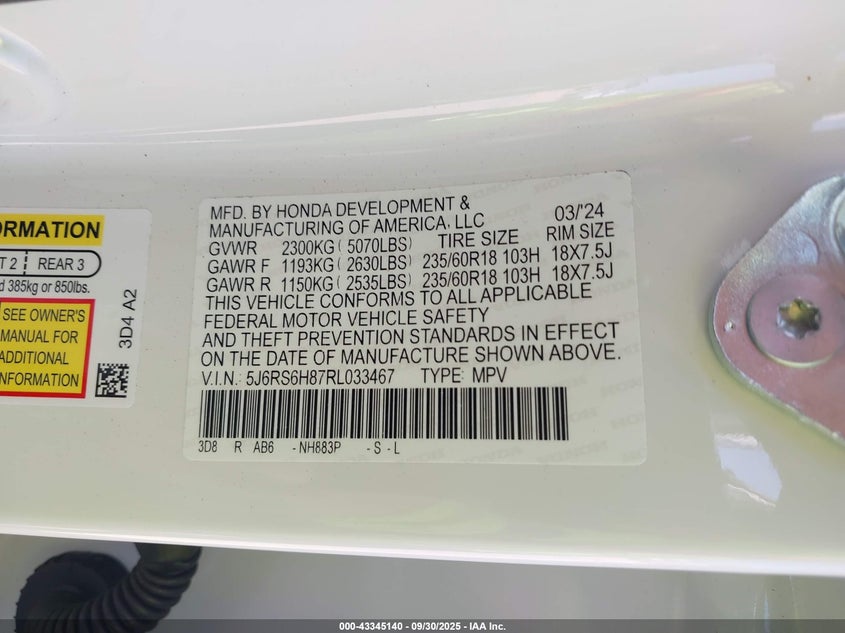 ORMATION
T 2 | REAR 3
d 385kg or 850lbs.
SEE OWNER'S
MANUAL FOR
ADDITIONAL
INFORMATION
3D4 A2
MFD. BY HONDA DEVELOPMENT &
MANUFACTURING OF AMERICA, LLC 03/'24
GVWR 2300KG ( 5070LBS) TIRE SIZE RIM SIZE
GAWR F 1193KG ( 2630LBS) 235/60R18 103H 18X7.5J
GAWR R 1150KG ( 2535LBS) 235/60R18 103H 18X7.5J
THIS VEHICLE CONFORMS TO ALL APPLICABLE
FEDERAL MOTOR VEHICLE SAFETY
AND THEFT PREVENTION STANDARDS IN EFFECT
ON THE DATE OF MANUFACTURE SHOWN ABOVE.
V.I.N.: 5J6RS6H87RL033467 TYPE: MPV
3D8 R AB6 -NH883P -S -L
000-43345140 - 09/30/2025 - IAA Inc.